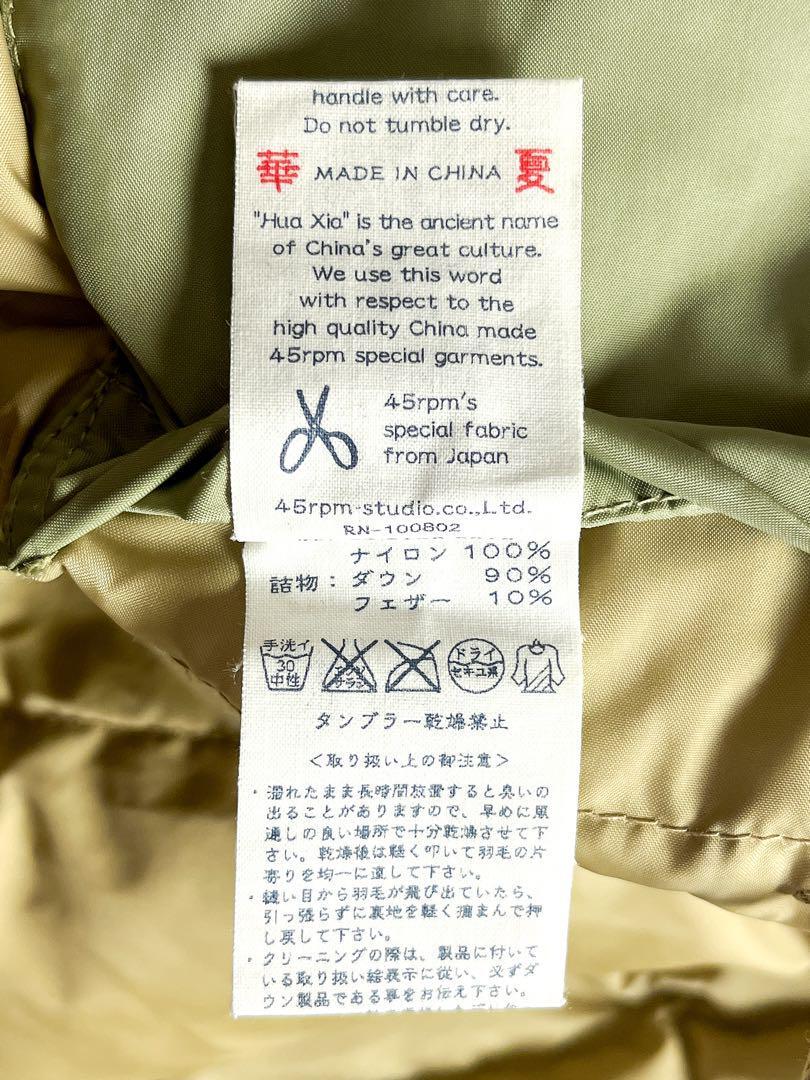 handle with care.
Do not tumble dry.
華 MADE IN CHINA 夏
"Hua Xia" is the ancient name
of China's great culture.
We use this word
with respect to the
high quality China made
45rpm special garments.
45rpm's
special fabric
from Japan
45rpm-studio.co.,Ltd.
RN-100802
ナイロン 100%
詰物：ダウン 90%
フェザー 10%
手洗イ
30
中性
エンソ
サラシ
ドライ
セキユ系
タンブラー乾燥禁止
＜取り扱い上の御注意＞
・濡れたまま長時間放置すると臭いの
出ることがありますので、早めに風
通しの良い場所で十分乾燥させて下
さい。乾燥後は軽く叩いて羽毛の片
寄りを均一に直して下さい。
・縫い目から羽毛が飛び出ていたら、
引っ張らずに裏地を軽く摘まんで押
し戻して下さい。
・クリーニングの際は、製品に付いて
いる取り扱い絵表示に従い、必ずダ
ウン製品である事をお伝え下さい。